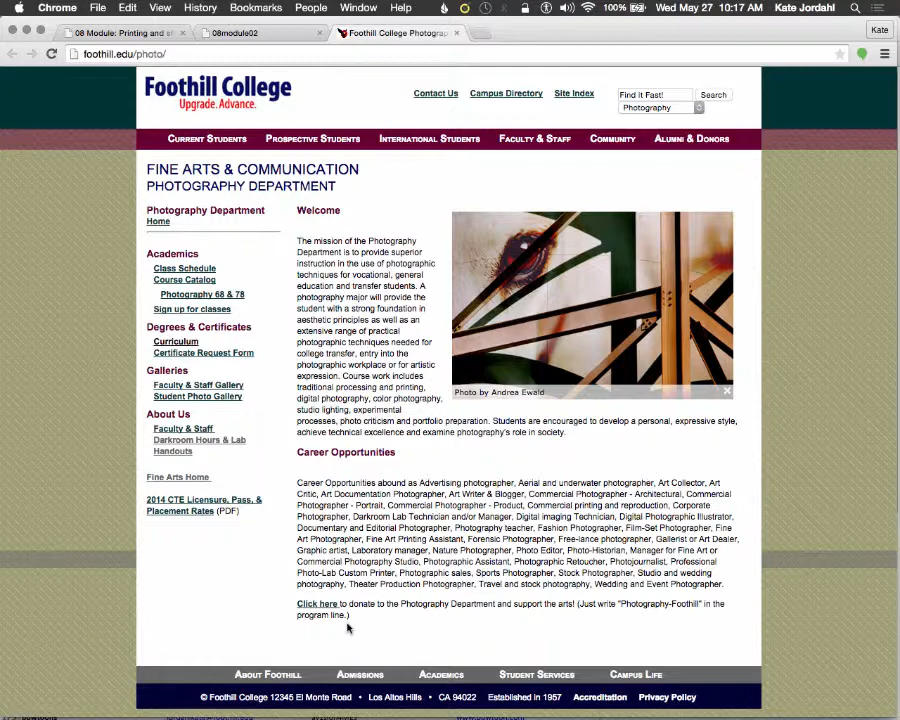 Chrome File Edit View History Bookmarks People Window Help 100% Wed May 27 10:17 AM Kate Jordahl
08 Module: Printing and s
08module02
Foothill College Photograp
Kate
foothill.edu/photo/
Foothill College
Upgrade. Advance.
Contact Us Campus Directory Site Index
Find it Fast! Search
Photography
CURRENT STUDENTS PROSPECTIVE STUDENTS INTERNATIONAL STUDENTS FACULTY & STAFF COMMUNITY ALUMNI & DONORS
FINE ARTS & COMMUNICATION
PHOTOGRAPHY DEPARTMENT
Photography Department
Home
Academics
Class Schedule
Course Catalog
Photography 68 & 78
Sign up for classes
Degrees & Certificates
Curriculum
Certificate Request Form
Galleries
Faculty & Staff Gallery
Student Photo Gallery
About Us
Faculty & Staff
Darkroom Hours & Lab
Handouts
Fine Arts Home
2014 CTE Licensure, Pass, &
Placement Rates (PDF)
Welcome
The mission of the Photography
Department is to provide superior
instruction in the use of photographic
techniques for vocational, general
education and transfer students. A
photography major will provide the
student with a strong foundation in
aesthetic principles as well as an
extensive range of practical
photographic techniques needed for
college transfer, entry into the
photographic workplace or for artistic
expression. Course work includes
traditional processing and printing,
digital photography, color photography,
studio lighting, experimental
processes, photo criticism and portfolio preparation. Students are encouraged to develop a personal, expressive style,
achieve technical excellence and examine photography's role in society.
Photo by Andrea Ewald
Career Opportunities
Career Opportunities abound as Advertising photographer, Aerial and underwater photographer, Art Collector, Art
Critic, Art Documentation Photographer, Art Writer & Blogger, Commercial Photographer - Architectural, Commercial
Photographer - Portrait, Commercial Photographer - Product, Commercial printing and reproduction, Corporate
Photographer, Darkroom Lab Technician and/or Manager, Digital imaging Technician, Digital Photographic Illustrator,
Documentary and Editorial Photographer, Photography teacher, Fashion Photographer, Film-Set Photographer, Fine
Art Photographer, Fine Art Printing Assistant, Forensic Photographer, Free-lance photographer, Gallerist or Art Dealer,
Graphic artist, Laboratory manager, Nature Photographer, Photo Editor, Photo-Historian, Manager for Fine Art or
Commercial Photography Studio, Photographic Assistant, Photographic Retoucher, Photojournalist, Professional
Photo-Lab Custom Printer, Photographic sales, Sports Photographer, Stock Photographer, Studio and wedding
photography, Theater Production Photographer, Travel and stock photography, Wedding and Event Photographer.
Click here to donate to the Photography Department and support the arts! (Just write "Photography-Foothill" in the
program line.)
ABOUT FOOTHILL ADMISSIONS ACADEMICS STUDENT SERVICES CAMPUS LIFE
© Foothill College 12345 El Monte Road • Los Altos Hills • CA 94022 Established in 1957 • Accreditation • Privacy Policy